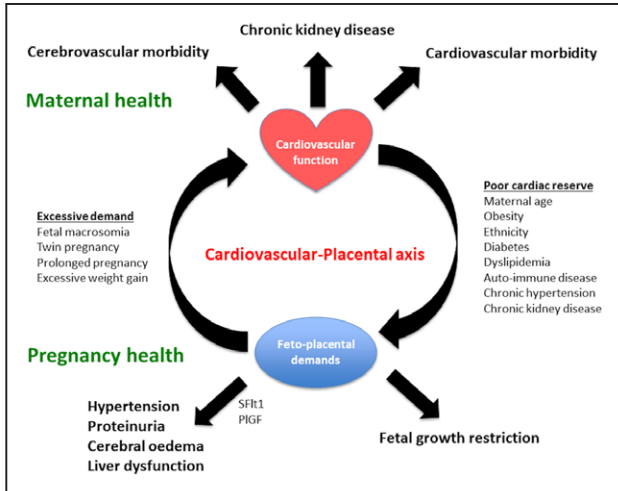 Chronic kidney disease
Cerebrovascular morbidity
Cardiovascular morbidity
Maternal health
Cardiovascular
function
Excessive demand
Fetal macrosomia
Twin pregnancy
Prolonged pregnancy
Excessive weight gain
Cardiovascular-Placental axis
Poor cardiac reserve
Maternal age
Obesity
Ethnicity
Diabetes
Dyslipidemia
Auto-immune disease
Chronic hypertension
Chronic kidney disease
Pregnancy health
Feto-placental
demands
SFlt1
PlGF
Hypertension
Proteinuria
Cerebral oedema
Liver dysfunction
Fetal growth restriction